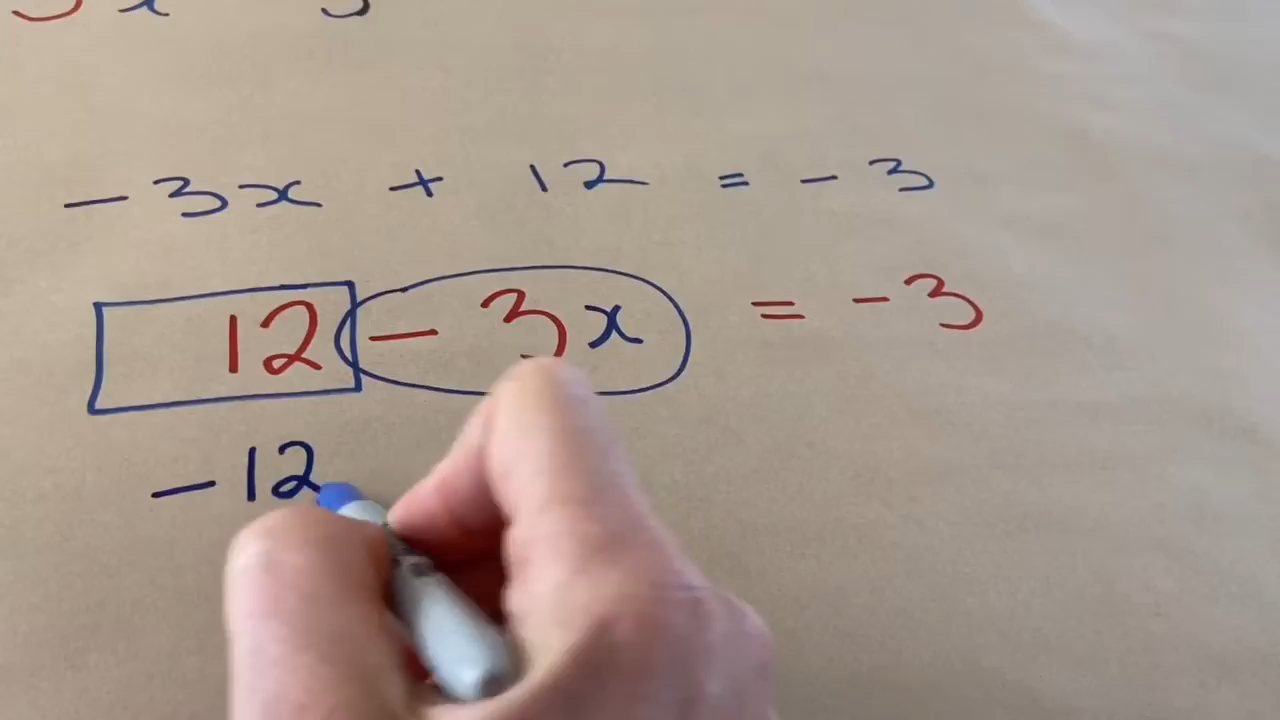 -3x + 12 = -3
12 - 3x = -3
-12